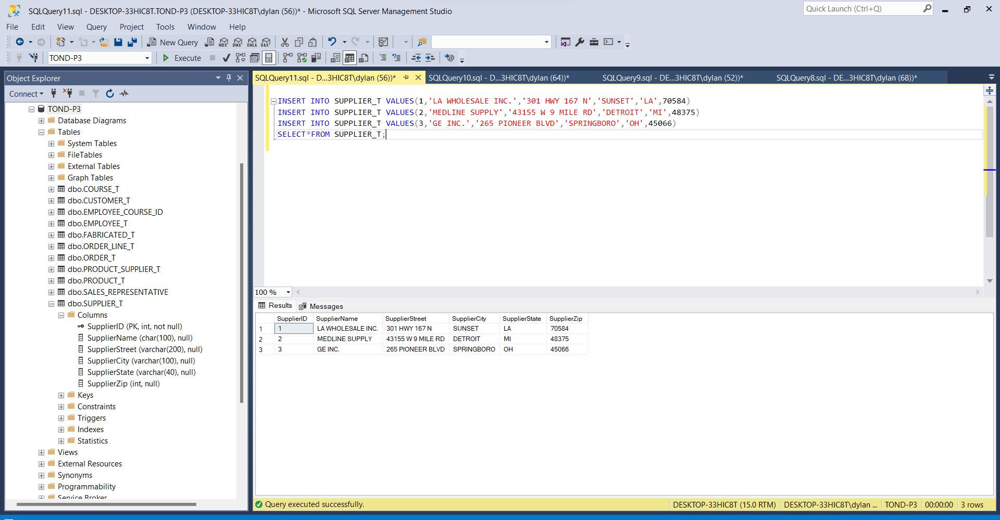 SQLQuery11.sql - DESKTOP-33HIC8T.TOND-P3 (DESKTOP-33HIC8T\dylan (56))* - Microsoft SQL Server Management Studio
Quick Launch (Ctrl+Q)
File Edit View Query Project Tools Window Help
New Query MDX DMX XMLA DAX
TOND-P3 Execute
Object Explorer
Connect
TOND-P3
Database Diagrams
Tables
System Tables
FileTables
External Tables
Graph Tables
dbo.COURSE_T
dbo.CUSTOMER_T
dbo.EMPLOYEE_COURSE_ID
dbo.EMPLOYEE_T
dbo.FABRICATED_T
dbo.ORDER_LINE_T
dbo.ORDER_T
dbo.PRODUCT_SUPPLIER_T
dbo.PRODUCT_T
dbo.SALES_REPRESENTATIVE
dbo.SUPPLIER_T
Columns
SupplierID (PK, int, not null)
SupplierName (char(100), null)
SupplierStreet (varchar(200), null)
SupplierCity (varchar(100), null)
SupplierState (varchar(40), null)
SupplierZip (int, null)
Keys
Constraints
Triggers
Indexes
Statistics
Views
External Resources
Synonyms
Programmability
Service Broker
SQLQuery11.sql - D...3HIC8T\dylan (56))* SQLQuery10.sql - D...3HIC8T\dylan (64))* SQLQuery9.sql - DE...3HIC8T\dylan (52))* SQLQuery8.sql - DE...3HIC8T\dylan (68))*
INSERT INTO SUPPLIER_T VALUES(1,'LA WHOLESALE INC.','301 HWY 167 N','SUNSET','LA',70584)
INSERT INTO SUPPLIER_T VALUES(2,'MEDLINE SUPPLY','43155 W 9 MILE RD','DETROIT','MI',48375)
INSERT INTO SUPPLIER_T VALUES(3,'GE INC.','265 PIONEER BLVD','SPRINGBORO','OH',45066)
SELECT*FROM SUPPLIER_T;
100 %
Results Messages
SupplierID SupplierName SupplierStreet SupplierCity SupplierState SupplierZip
1 1 LA WHOLESALE INC. 301 HWY 167 N SUNSET LA 70584
2 2 MEDLINE SUPPLY 43155 W 9 MILE RD DETROIT MI 48375
3 3 GE INC. 265 PIONEER BLVD SPRINGBORO OH 45066
Query executed successfully. DESKTOP-33HIC8T (15.0 RTM) DESKTOP-33HIC8T\dylan ... TOND-P3 00:00:00 3 rows